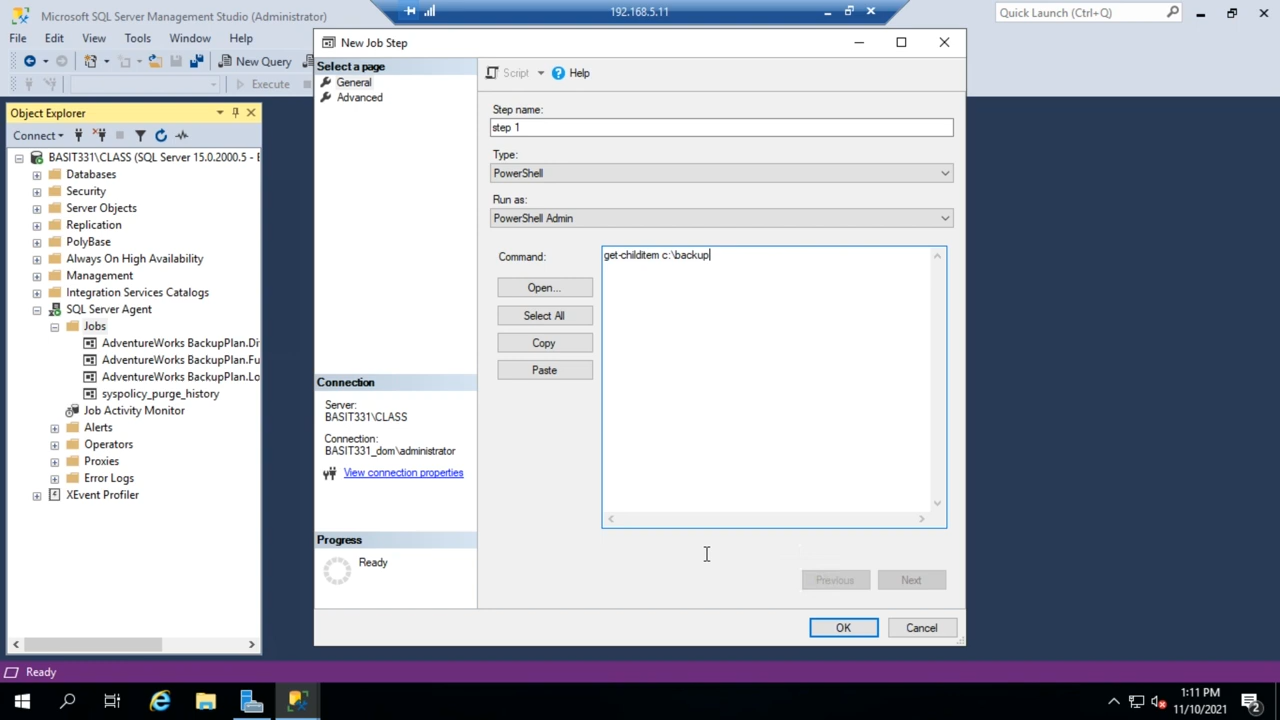 Microsoft SQL Server Management Studio (Administrator)
192.168.5.11
Quick Launch (Ctrl+Q)
File Edit View Tools Window Help
New Query
Execute
Object Explorer
Connect
BASIT331\CLASS (SQL Server 15.0.2000.5 - B
Databases
Security
Server Objects
Replication
PolyBase
Always On High Availability
Management
Integration Services Catalogs
SQL Server Agent
Jobs
AdventureWorks BackupPlan.Di
AdventureWorks BackupPlan.Fu
AdventureWorks BackupPlan.Lo
syspolicy_purge_history
Job Activity Monitor
Alerts
Operators
Proxies
Error Logs
XEvent Profiler
New Job Step
Select a page
General
Advanced
Connection
Server:
BASIT331\CLASS
Connection:
BASIT331_dom\administrator
View connection properties
Progress
Ready
Script Help
Step name:
step 1
Type:
PowerShell
Run as:
PowerShell Admin
Command:
get-childitem c:\backup
Open...
Select All
Copy
Paste
Previous Next
OK Cancel
Ready
1:11 PM
11/10/2021
2